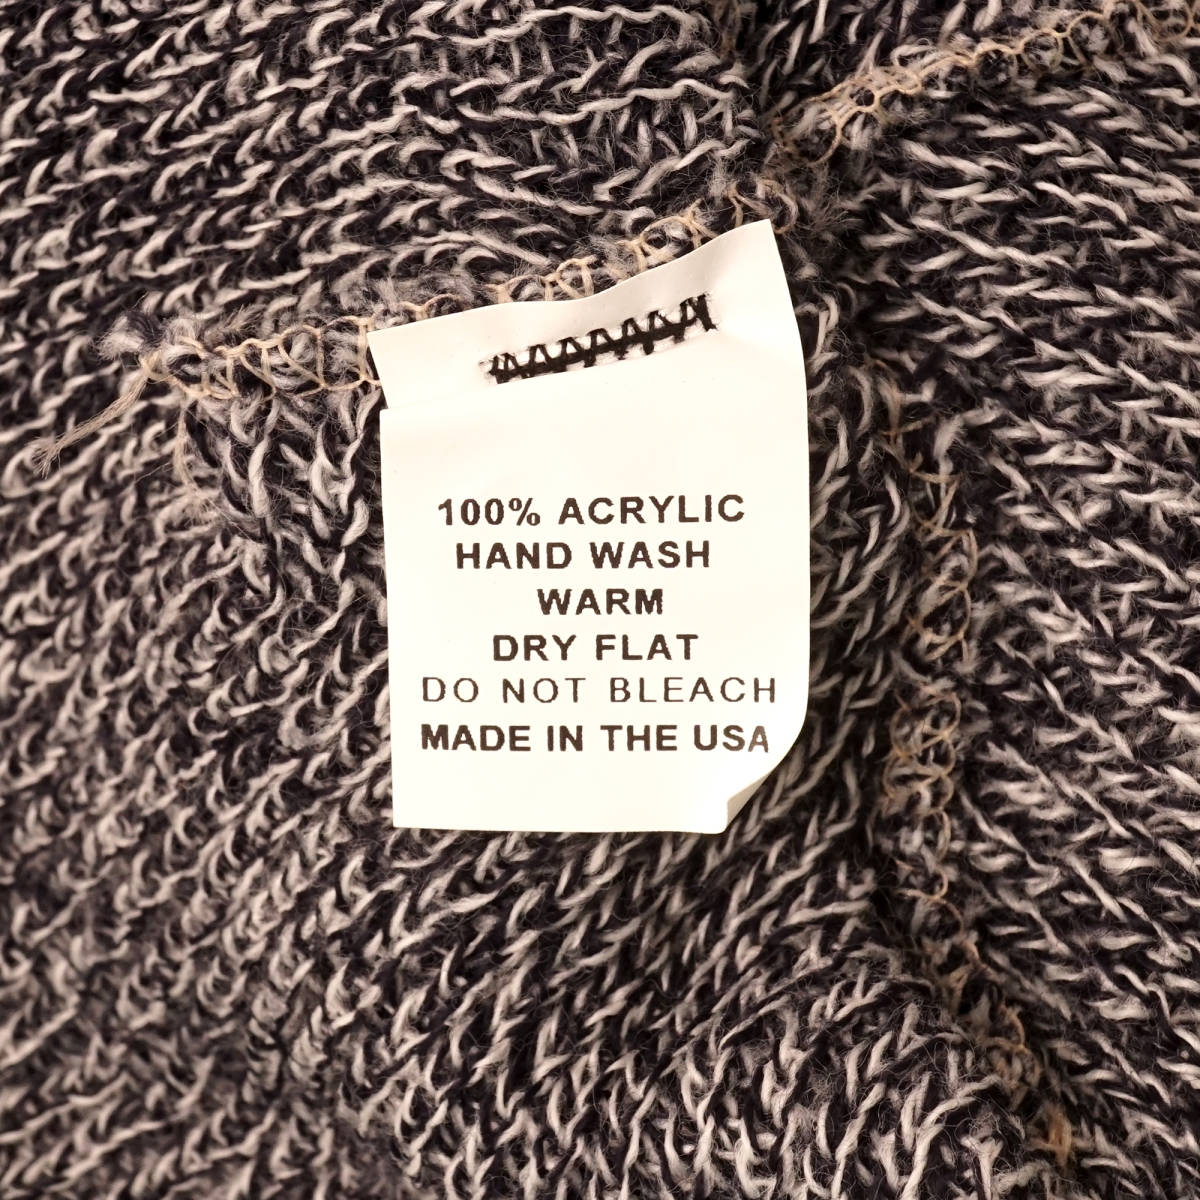 100% ACRYLIC
HAND WASH
WARM
DRY FLAT
DO NOT BLEACH
MADE IN THE USA